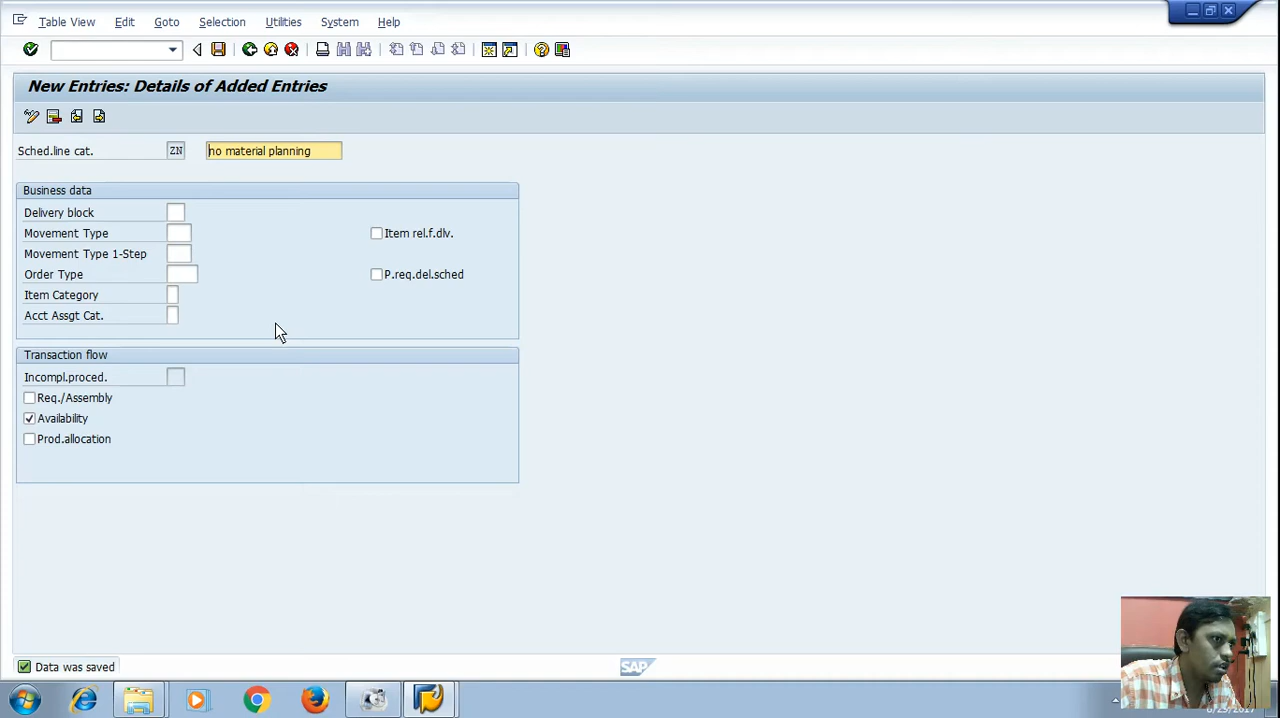 Table View Edit Goto Selection Utilities System Help
New Entries: Details of Added Entries
Sched.line cat. ZN no material planning
Business data
Delivery block
Movement Type Item rel.f.dlv.
Movement Type 1-Step
Order Type P.req.del.sched
Item Category
Acct Assgt Cat.
Transaction flow
Incompl.proced.
Req./Assembly
Availability
Prod.allocation
Data was saved SAP